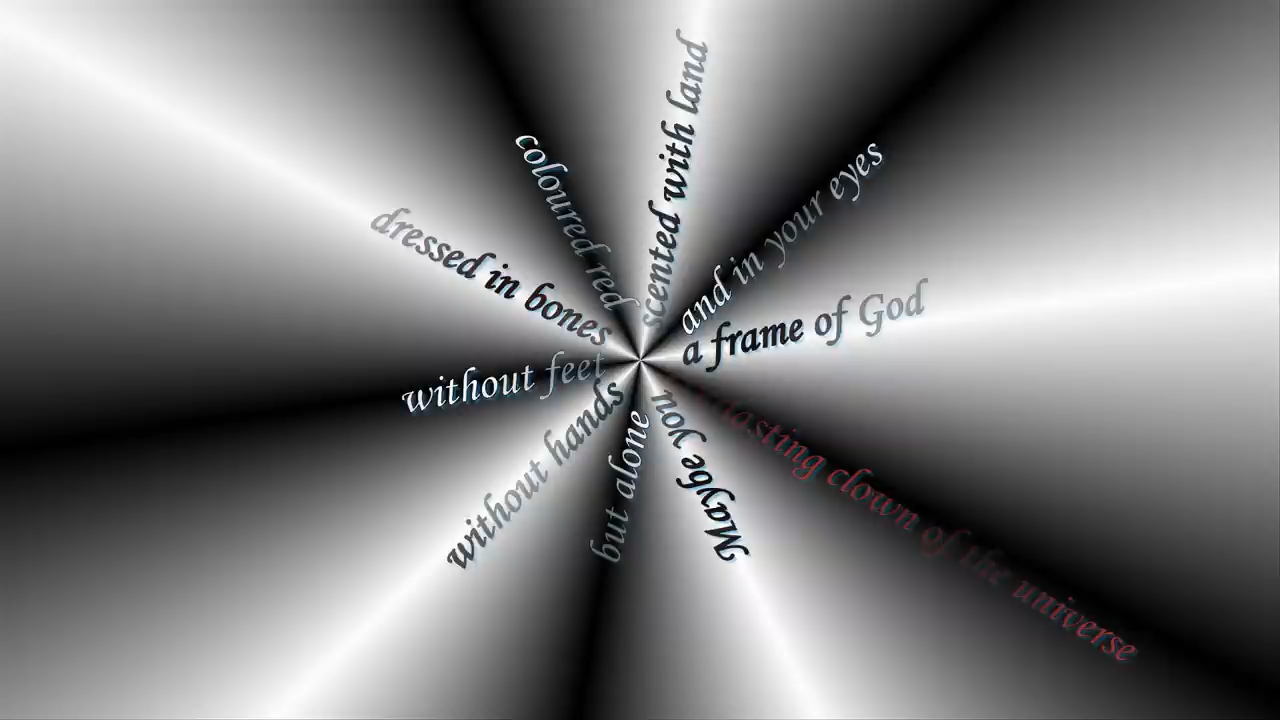 Maybe you
but alone
without hands
without feet
dressed in bones
coloured red
scented with land
and in your eyes
a frame of God
lasting clown of the universe